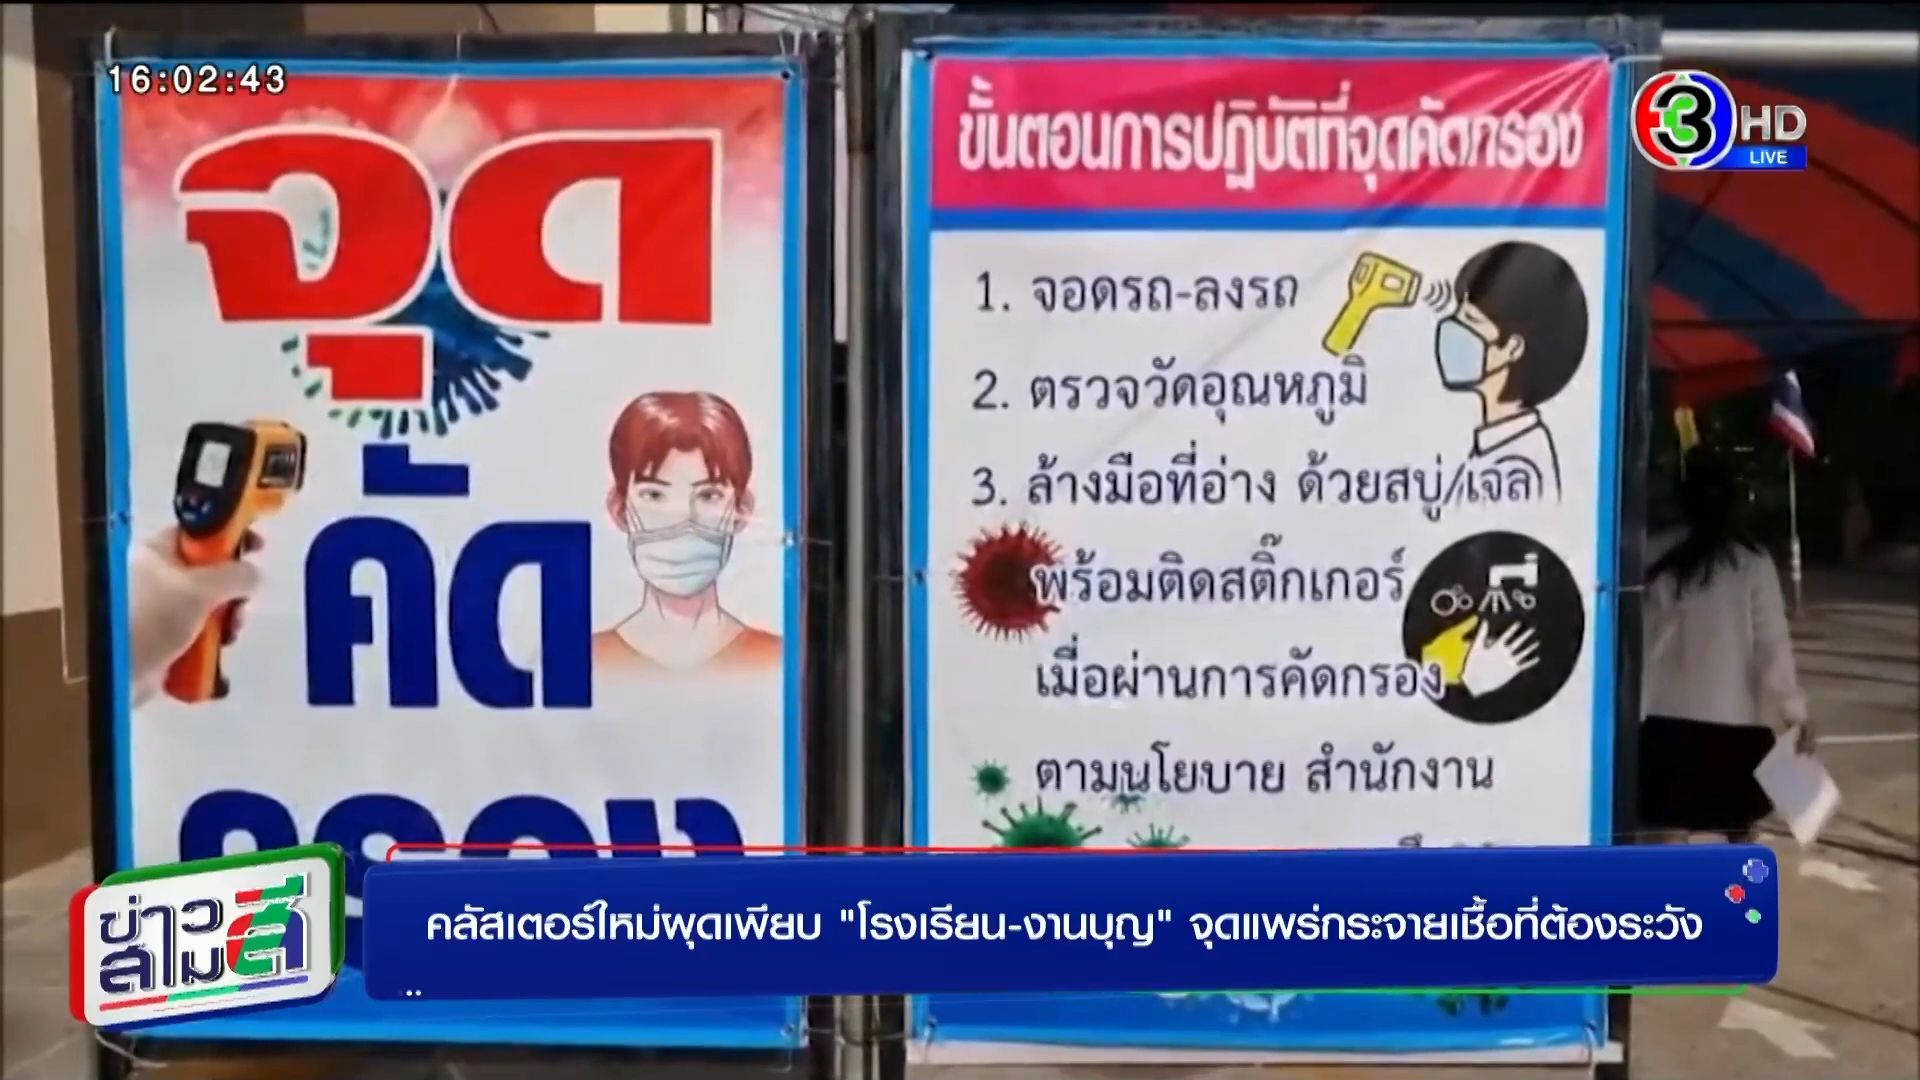 16:02:43
3 HD
LIVE
จุด
คัด
กรอง
ขั้นตอนการปฏิบัติที่จุดคัดกรอง
1. จอดรถ-ลงรถ
2. ตรวจวัดอุณหภูมิ
3. ล้างมือที่อ่าง ด้วยสบู่/เจล
พร้อมติดสติ๊กเกอร์
เมื่อผ่านการคัดกรอง
ตามนโยบาย สำนักงาน
ข่าว
สามสี
คลัสเตอร์ใหม่ผุดเพียบ "โรงเรียน-งานบุญ" จุดแพร่กระจายเชื้อที่ต้องระวัง